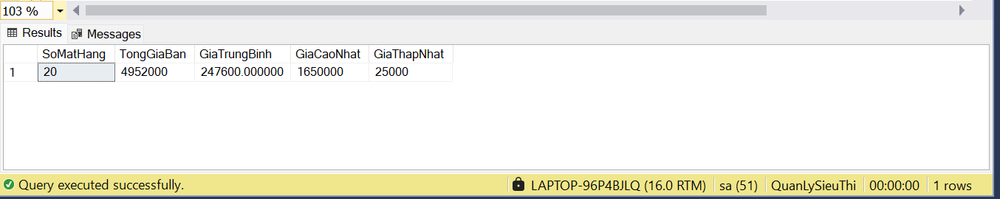 103 %
Results Messages
SoMatHang TongGiaBan GiaTrungBinh GiaCaoNhat GiaThapNhat
1 20 4952000 247600.000000 1650000 25000
Query executed successfully. LAPTOP-96P4BJLQ (16.0 RTM) sa (51) QuanLySieuThi 00:00:00 1 rows